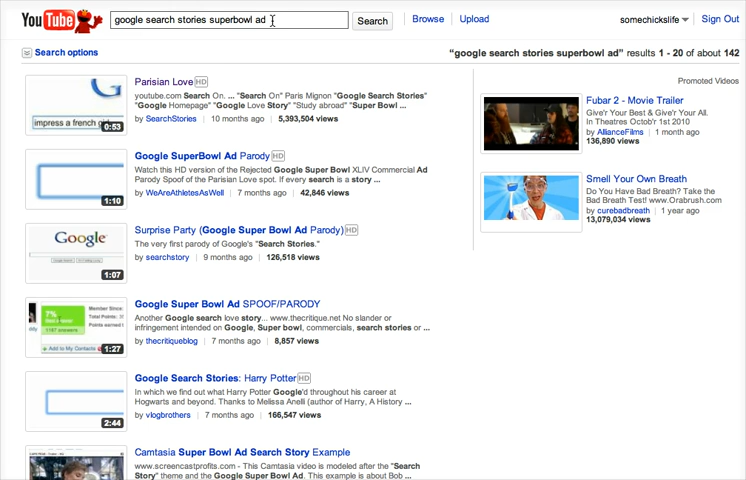 YouTube
google search stories superbowl ad
Search
Browse
Upload
somechickslife
Sign Out
Search options
"google search stories superbowl ad" results 1 - 20 of about 142
impress a french gi
0:53
Parisian Love HD
youtube.com Search On. ... "Search On" Paris Mignon "Google Search Stories"
"Google Homepage" "Google Love Story" "Study abroad" "Super Bowl ...
by SearchStories 10 months ago 5,393,504 views
1:10
Google SuperBowl Ad Parody HD
Watch this HD version of the Rejected Google Super Bowl XLIV Commercial Ad
Parody Spoof of the Parisian Love spot. If every search is a story ...
by WeAreAthletesAsWell 7 months ago 42,846 views
Google
1:07
Surprise Party (Google Super Bowl Ad Parody) HD
The very first parody of Google's "Search Stories."
by searchstory 9 months ago 126,518 views
7%
Member Since
Total Points:
Points earned t
Add to My Contacts
1:27
Google Super Bowl Ad SPOOF/PARODY
Another Google search love story... www.thecritique.net No slander or
infringement intended on Google, Super bowl, commercials, search stories or ...
by thecritiqueblog 7 months ago 8,857 views
2:44
Google Search Stories: Harry Potter HD
In which we find out what Harry Potter Google'd throughout his career at
Hogwarts and beyond. Thanks to Melissa Anelli (author of Harry, A History ...
by vlogbrothers 7 months ago 166,547 views
Camtasia Super Bowl Ad Search Story Example
www.screencastprofits.com - This Camtasia video is modeled after the "Search
Story" theme and the Google Super Bowl Ad. This example is about Bob ...
Promoted Videos
Fubar 2 - Movie Trailer
Give'r Your Best & Give'r All.
In Theatres Octob'r 1st 2010
by AllianceFilms 1 month ago
136,890 views
Smell Your Own Breath
Do You Have Bad Breath? Take the
Bad Breath Test! www.Orabrush.com
by curebadbreath 1 year ago
13,079,034 views